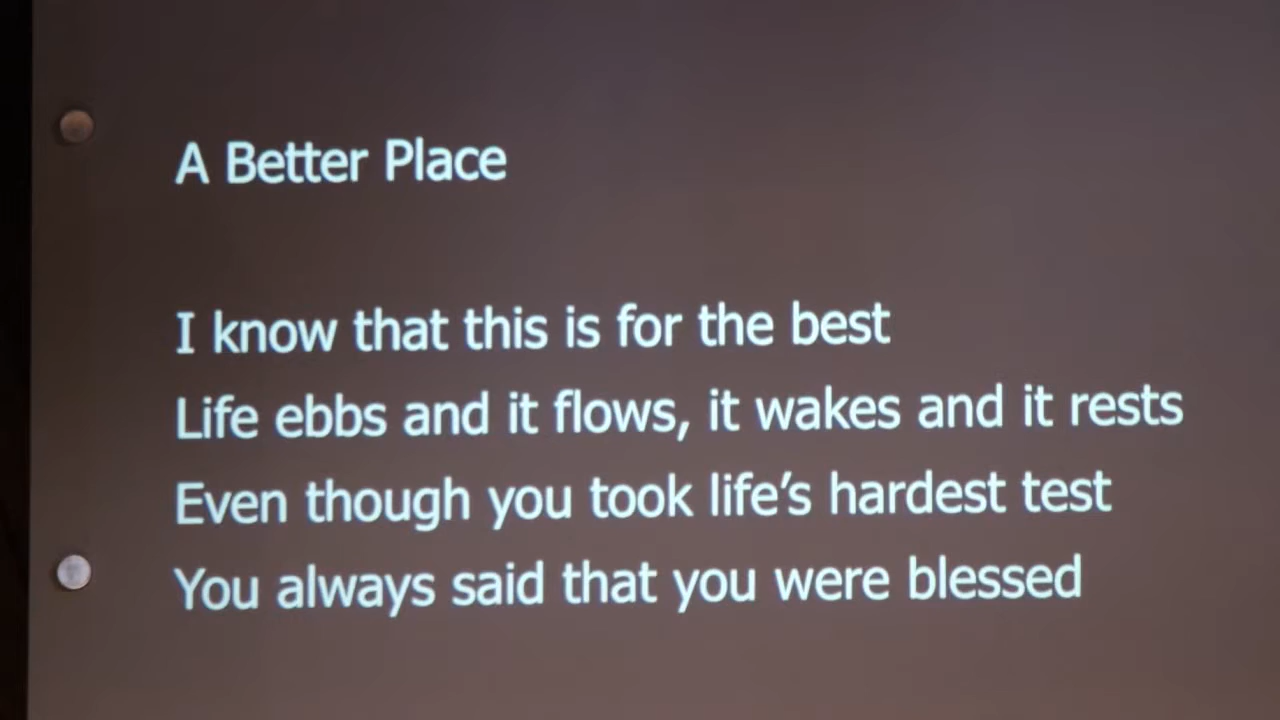 A Better Place
I know that this is for the best
Life ebbs and it flows, it wakes and it rests
Even though you took life’s hardest test
You always said that you were blessed